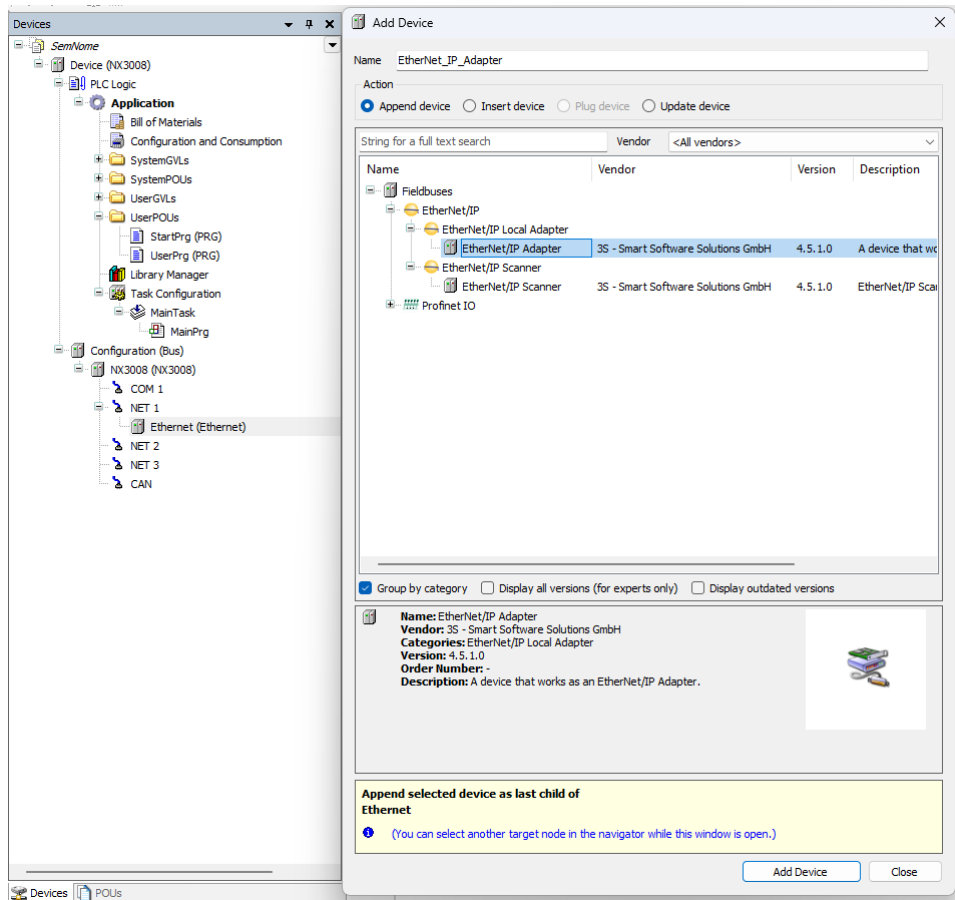 Devices
SemNome
Device (NX3008)
PLC Logic
Application
Bill of Materials
Configuration and Consumption
SystemGVLs
SystemPOUs
UserGVLs
UserPOUs
StartPrg (PRG)
UserPrg (PRG)
Library Manager
Task Configuration
MainTask
MainPrg
Configuration (Bus)
NX3008 (NX3008)
COM 1
NET 1
Ethernet (Ethernet)
NET 2
NET 3
CAN
Devices POUs
Add Device
Name EtherNet_IP_Adapter
Action
Append device Insert device Plug device Update device
String for a full text search Vendor <All vendors>
Name Vendor Version Description
Fieldbuses
EtherNet/IP
EtherNet/IP Local Adapter
EtherNet/IP Adapter 3S - Smart Software Solutions GmbH 4.5.1.0 A device that wo
EtherNet/IP Scanner
EtherNet/IP Scanner 3S - Smart Software Solutions GmbH 4.5.1.0 EtherNet/IP Scan
Profinet IO
Group by category Display all versions (for experts only) Display outdated versions
Name: EtherNet/IP Adapter
Vendor: 3S - Smart Software Solutions GmbH
Categories: EtherNet/IP Local Adapter
Version: 4.5.1.0
Order Number: -
Description: A device that works as an EtherNet/IP Adapter.
Append selected device as last child of
Ethernet
(You can select another target node in the navigator while this window is open.)
Add Device Close